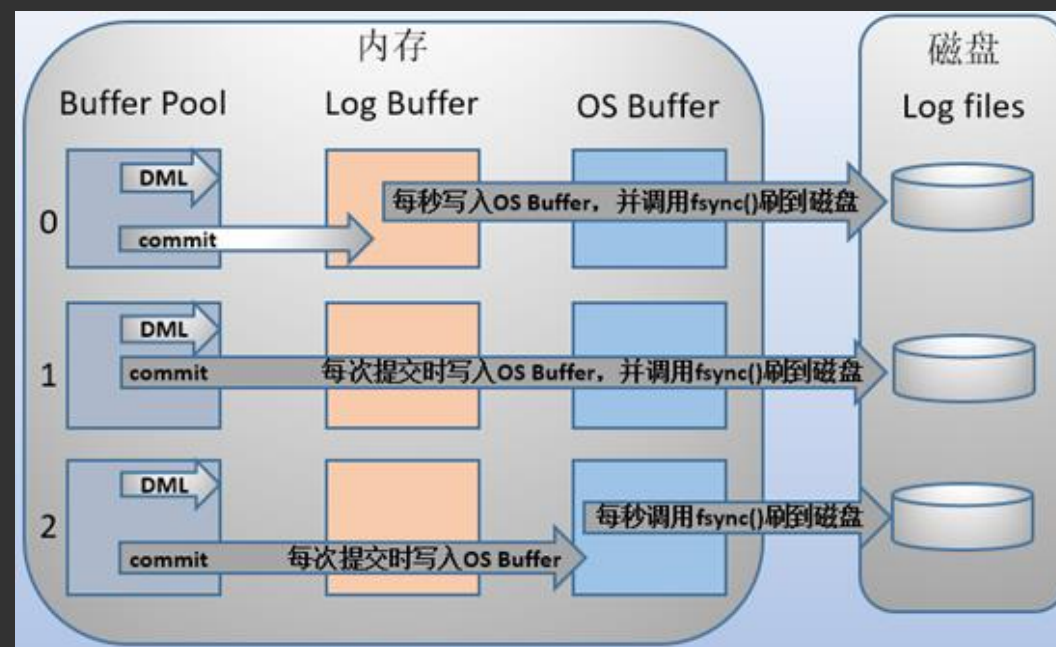 内存
磁盘
Buffer Pool
Log Buffer
OS Buffer
Log files
0
DML
每秒写入OS Buffer，并调用fsync()刷到磁盘
commit
1
DML
commit
每次提交时写入OS Buffer，并调用fsync()刷到磁盘
2
DML
每秒调用fsync()刷到磁盘
commit
每次提交时写入OS Buffer